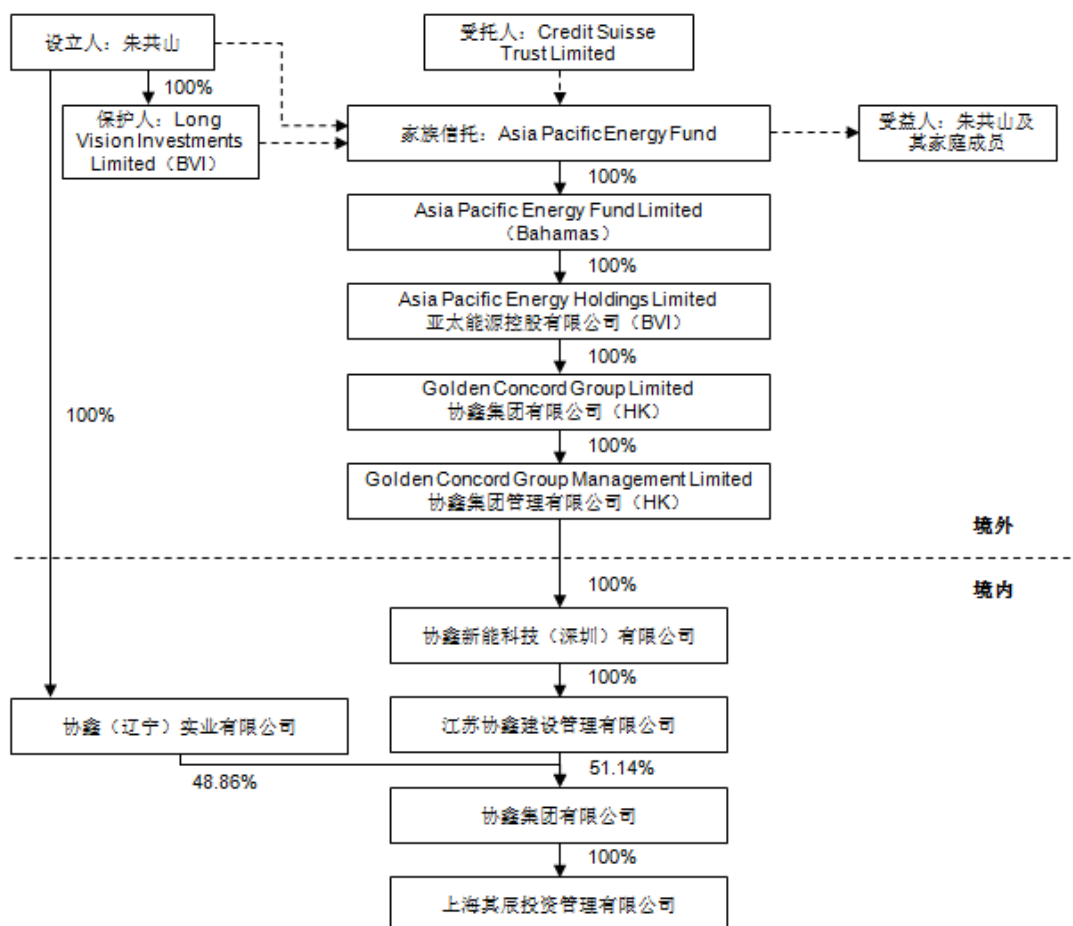 设立人：朱共山
受托人：Credit Suisse
Trust Limited
100%
保护人：Long
Vision Investments
Limited（BVI）
家族信托：Asia Pacific Energy Fund
受益人：朱共山及
其家庭成员
100%
Asia Pacific Energy Fund Limited
（Bahamas）
100%
Asia Pacific Energy Holdings Limited
亚太能源控股有限公司（BVI）
100%
Golden Concord Group Limited
协鑫集团有限公司（HK）
100%
100%
Golden Concord Group Management Limited
协鑫集团管理有限公司（HK）
境外
境内
100%
协鑫新能科技（深圳）有限公司
100%
协鑫（辽宁）实业有限公司
江苏协鑫建设管理有限公司
48.86%
51.14%
协鑫集团有限公司
100%
上海其辰投资管理有限公司